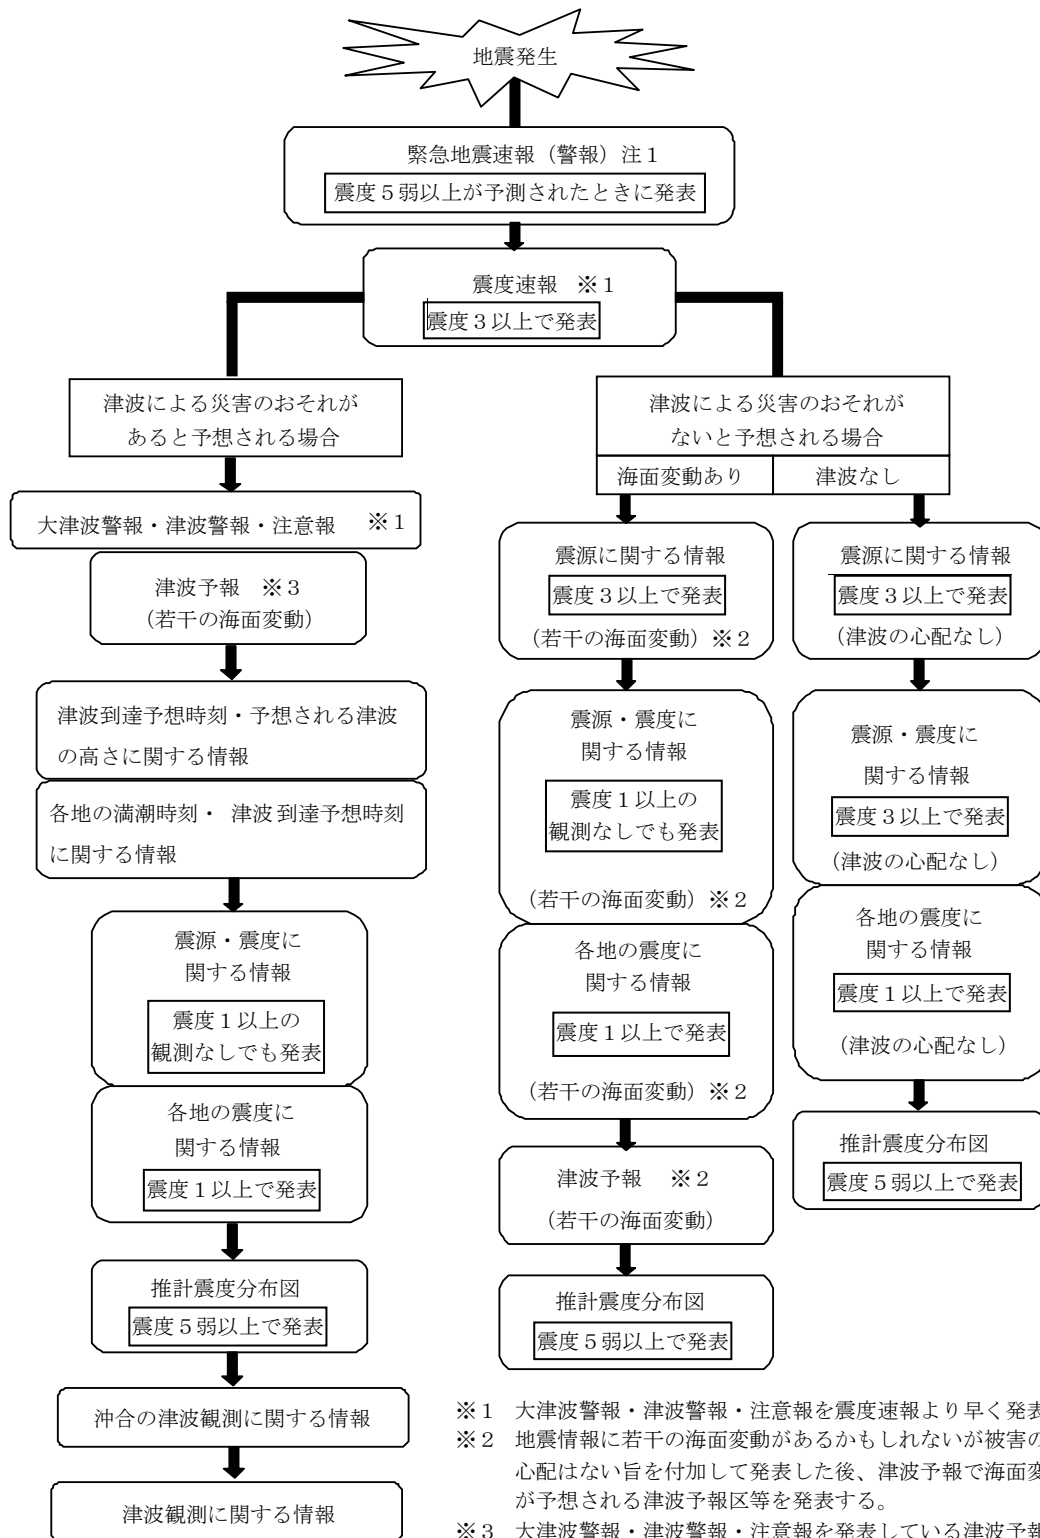 地震発生
緊急地震速報（警報）注１
震度５弱以上が予測されたときに発表
震度速報　※１
震度３以上で発表
津波による災害のおそれが
あると予想される場合
大津波警報・津波警報・注意報　※１
津波予報　※３
（若干の海面変動）
津波到達予想時刻・予想される津波
の高さに関する情報
各地の満潮時刻・ 津波到達予想時刻
に関する情報
震源・震度に
関する情報
震度１以上の
観測なしでも発表
各地の震度に
関する情報
震度１以上で発表
推計震度分布図
震度５弱以上で発表
沖合の津波観測に関する情報
津波観測に関する情報
津波による災害のおそれが
ないと予想される場合
海面変動あり
震源に関する情報
震度３以上で発表
（若干の海面変動）※２
震源・震度に
関する情報
震度１以上の
観測なしでも発表
（若干の海面変動）※２
各地の震度に
関する情報
震度１以上で発表
（若干の海面変動）※２
津波予報　※２
（若干の海面変動）
推計震度分布図
震度５弱以上で発表
津波なし
震源に関する情報
震度３以上で発表
（津波の心配なし）
震源・震度に
関する情報
震度３以上で発表
（津波の心配なし）
各地の震度に
関する情報
震度１以上で発表
（津波の心配なし）
推計震度分布図
震度５弱以上で発表
※１　大津波警報・津波警報・注意報を震度速報より早く発表
※２　地震情報に若干の海面変動があるかもしれないが被害の
心配はない旨を付加して発表した後、津波予報で海面変
が予想される津波予報区等を発表する。
※３　大津波警報・津波警報・注意報を発表している津波予報